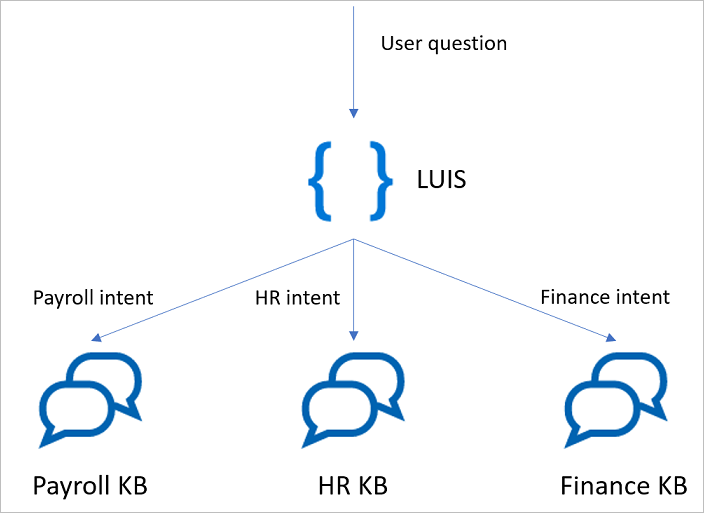 User question
{ }
LUIS
Payroll intent
HR intent
Finance intent
Payroll KB
HR KB
Finance KB